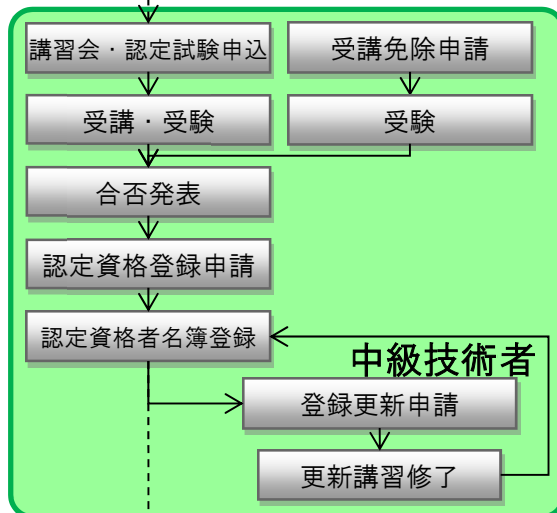 講習会・認定試験申込
受講免除申請
受講・受験
受験
合否発表
認定資格登録申請
認定資格者名簿登録
中級技術者
登録更新申請
更新講習修了